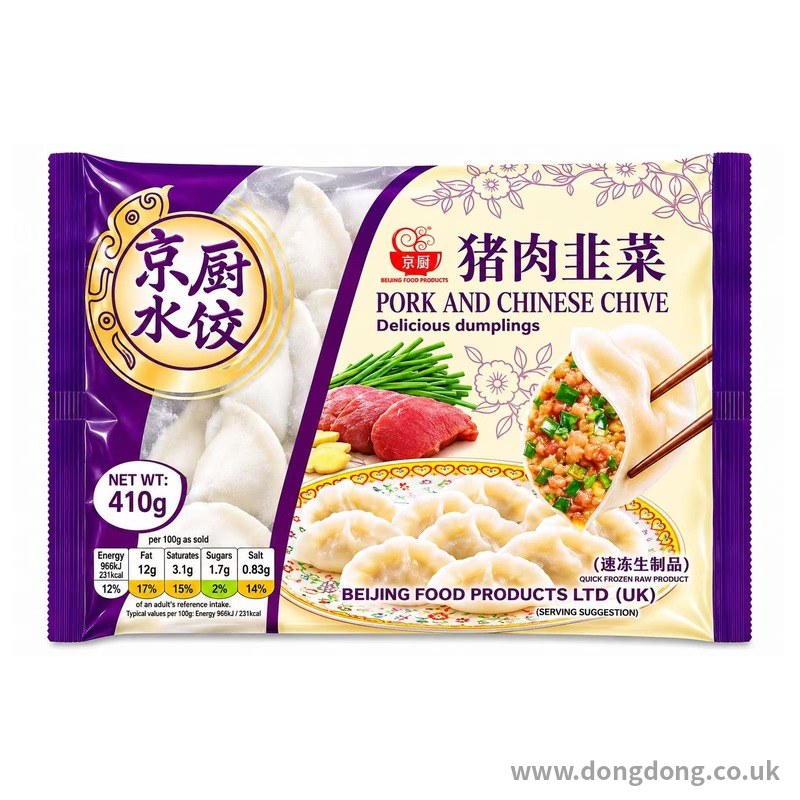 京厨
水饺
NET WT:
410g
per 100g as sold
Energy 966kJ 231kcal 12%
Fat 12g 17%
Saturates 3.1g 15%
Sugars 1.7g 2%
Salt 0.83g 14%
of an adult's reference intake.
Typical values per 100g: Energy 966kJ / 231kcal
京厨
BEIJING FOOD PRODUCTS
猪肉韭菜
PORK AND CHINESE CHIVE
Delicious dumplings
(速冻生制品)
QUICK FROZEN RAW PRODUCT
BEIJING FOOD PRODUCTS LTD (UK)
(SERVING SUGGESTION)
www.dongdong.co.uk